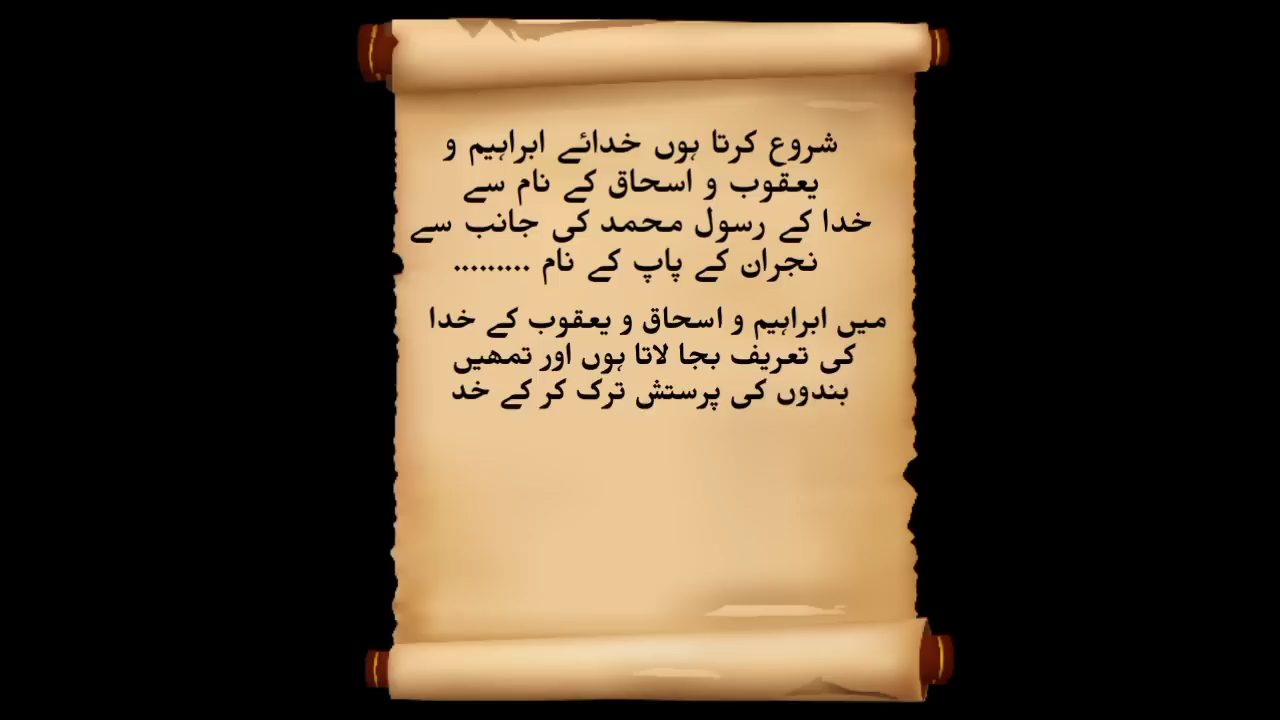 شروع کرتا ہوں خدائے ابراہیم و
یعقوب و اسحاق کے نام سے
خدا کے رسول محمد کی جانب سے
نجران کے پاپ کے نام .........
میں ابراہیم و اسحاق و یعقوب کے خدا
کی تعریف بجا لاتا ہوں اور تمھیں
بندوں کی پرستش ترک کر کے خد